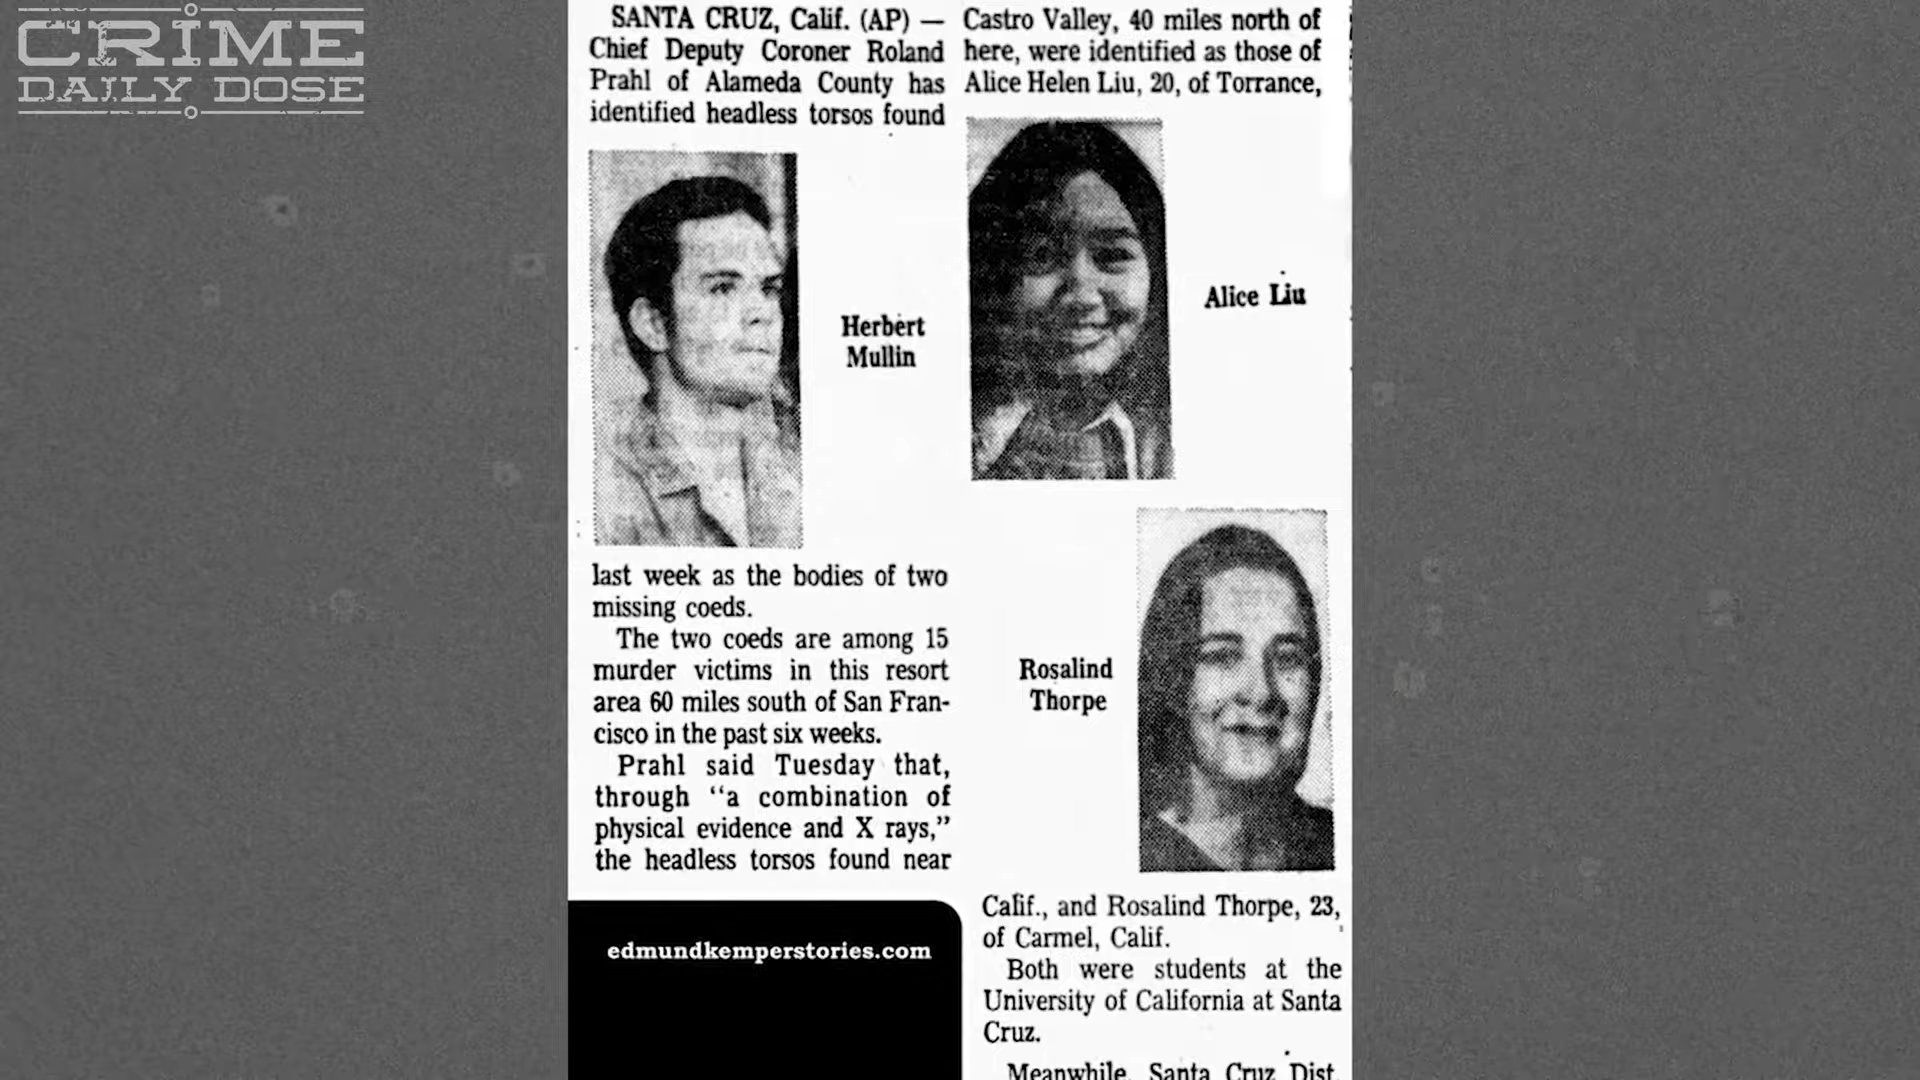 CRIME
DAILY DOSE
SANTA CRUZ, Calif. (AP) —
Chief Deputy Coroner Roland
Prahl of Alameda County has
identified headless torsos found
Herbert
Mullin
last week as the bodies of two
missing coeds.
The two coeds are among 15
murder victims in this resort
area 60 miles south of San Fran-
cisco in the past six weeks.
Prahl said Tuesday that,
through “a combination of
physical evidence and X rays,”
the headless torsos found near
Castro Valley, 40 miles north of
here, were identified as those of
Alice Helen Liu, 20, of Torrance,
Alice Liu
Rosalind
Thorpe
Calif., and Rosalind Thorpe, 23,
of Carmel, Calif.
Both were students at the
University of California at Santa
Cruz.
Meanwhile, Santa Cruz Dist.
edmundkemperstories.com